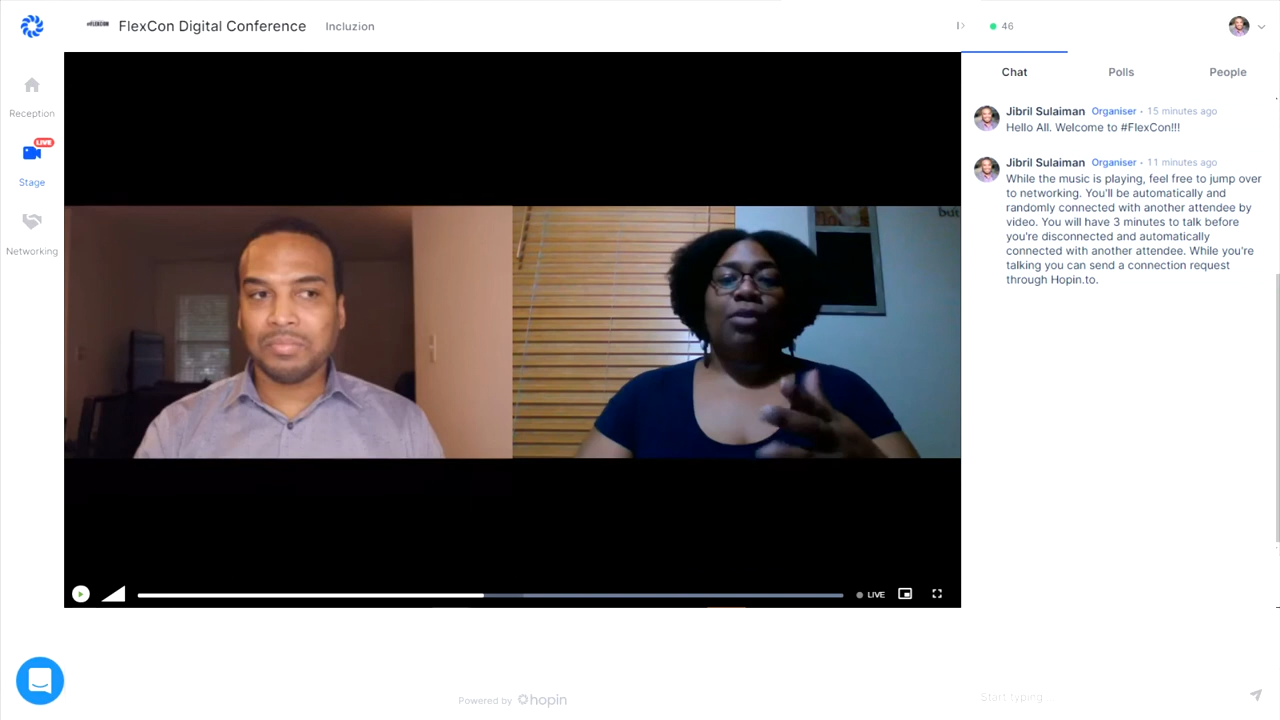 #FLEXCON
FlexCon Digital Conference
Incluzion
46
Reception
LIVE
Stage
Networking
but
LIVE
Chat
Polls
People
Jibril Sulaiman Organiser • 15 minutes ago
Hello All. Welcome to #FlexCon!!!
Jibril Sulaiman Organiser • 11 minutes ago
While the music is playing, feel free to jump over
to networking. You'll be automatically and
randomly connected with another attendee by
video. You will have 3 minutes to talk before
you're disconnected and automatically
connected with another attendee. While you're
talking you can send a connection request
through Hopin.to.
Powered by hopin
Start typing